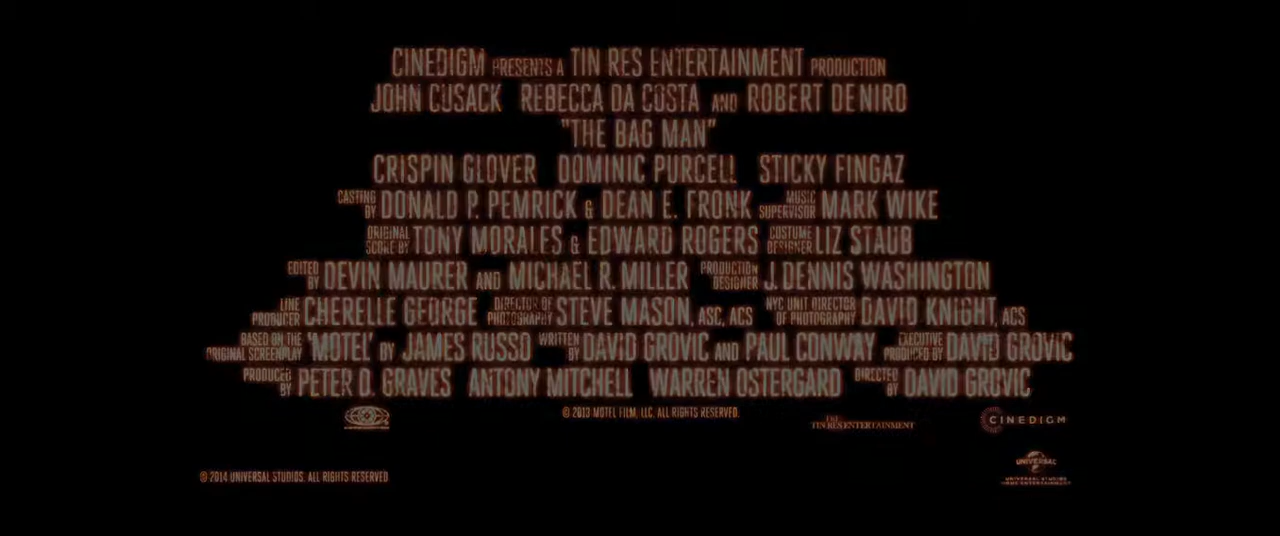 CINEDIGM PRESENTS A TIN RES ENTERTAINMENT PRODUCTION
JOHN CUSACK REBECCA DA COSTA AND ROBERT DE NIRO
"THE BAG MAN"
CRISPIN GLOVER DOMINIC PURCELL STICKY FINGAZ
CASTING BY DONALD P. PEMRICK & DEAN E. FRONK MUSIC SUPERVISOR MARK WIKE
ORIGINAL SCORE BY TONY MORALES & EDWARD ROGERS COSTUME DESIGNER LIZ STAUB
EDITED BY DEVIN MAURER AND MICHAEL R. MILLER PRODUCTION DESIGNER J. DENNIS WASHINGTON
LINE PRODUCER CHERELLE GEORGE DIRECTOR OF PHOTOGRAPHY STEVE MASON, ASC, ACS NYC UNIT DIRECTOR OF PHOTOGRAPHY DAVID KNIGHT, ACS
BASED ON THE ORIGINAL SCREENPLAY 'MOTEL' BY JAMES RUSSO WRITTEN BY DAVID GROVIC AND PAUL CONWAY EXECUTIVE PRODUCED BY DAVID GROVIC
PRODUCED BY PETER D. GRAVES ANTONY MITCHELL WARREN OSTERGARD DIRECTED BY DAVID GROVIC
© 2013 MOTEL FILM, LLC. ALL RIGHTS RESERVED.
TIN RES ENTERTAINMENT
CINEDIGM
© 2014 UNIVERSAL STUDIOS. ALL RIGHTS RESERVED
UNIVERSAL
UNIVERSAL STUDIOS
HOME ENTERTAINMENT